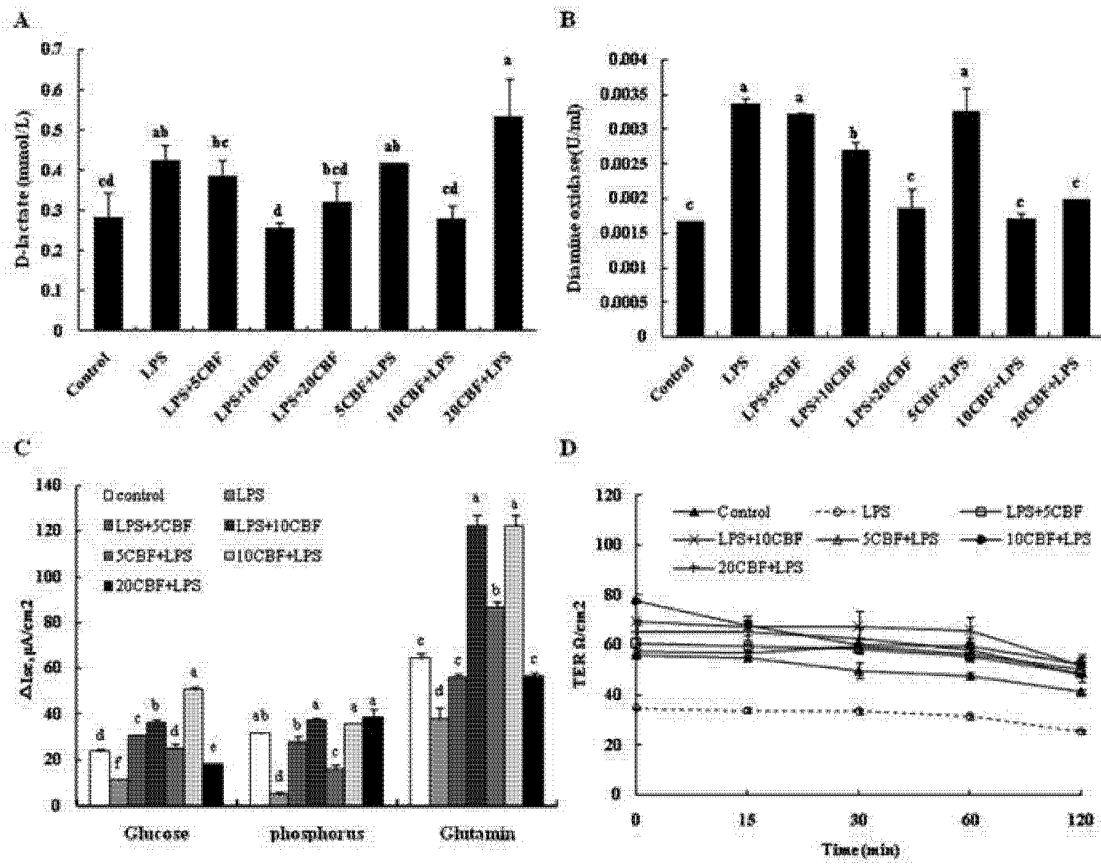 A
D-lactate (mmol/L)
0.7
0.6
0.5
0.4
0.3
0.2
0.1
0
cd
ab
bc
d
bcd
ab
cd
a
Control
LPS
LPS+5CBF
LPS+10CBF
LPS+20CBF
5CBF+LPS
10CBF+LPS
20CBF+LPS
B
Diamine oxidase(U/ml)
0.004
0.0035
0.003
0.0025
0.002
0.0015
0.001
0.0005
0
c
a
a
b
c
a
c
c
Control
LPS
LPS+5CBF
LPS+10CBF
LPS+20CBF
5CBF+LPS
10CBF+LPS
20CBF+LPS
C
ΔIsc, μA/cm2
140
120
100
80
60
40
20
0
control
LPS
LPS+5CBF
LPS+10CBF
5CBF+LPS
10CBF+LPS
20CBF+LPS
d
f
c
b
d
a
e
ab
d
b
a
c
a
a
c
d
c
a
b
a
c
Glucose
phosphorus
Glutamin
D
TER Ω/cm2
120
100
80
60
40
20
0
Control
LPS
LPS+5CBF
LPS+10CBF
5CBF+LPS
10CBF+LPS
20CBF+LPS
0
15
30
60
120
Time (min)